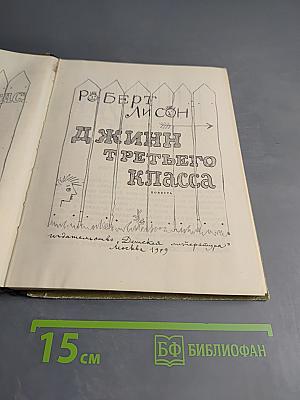 РОБЕРТ
ЛИСОН
ДЖИНН
ТРЕТЬЕГО
КЛАССА
ПОВЕСТЬ
издательство „Детская литература"
Москва 1979
15 см
БФ БИБЛИОФАН